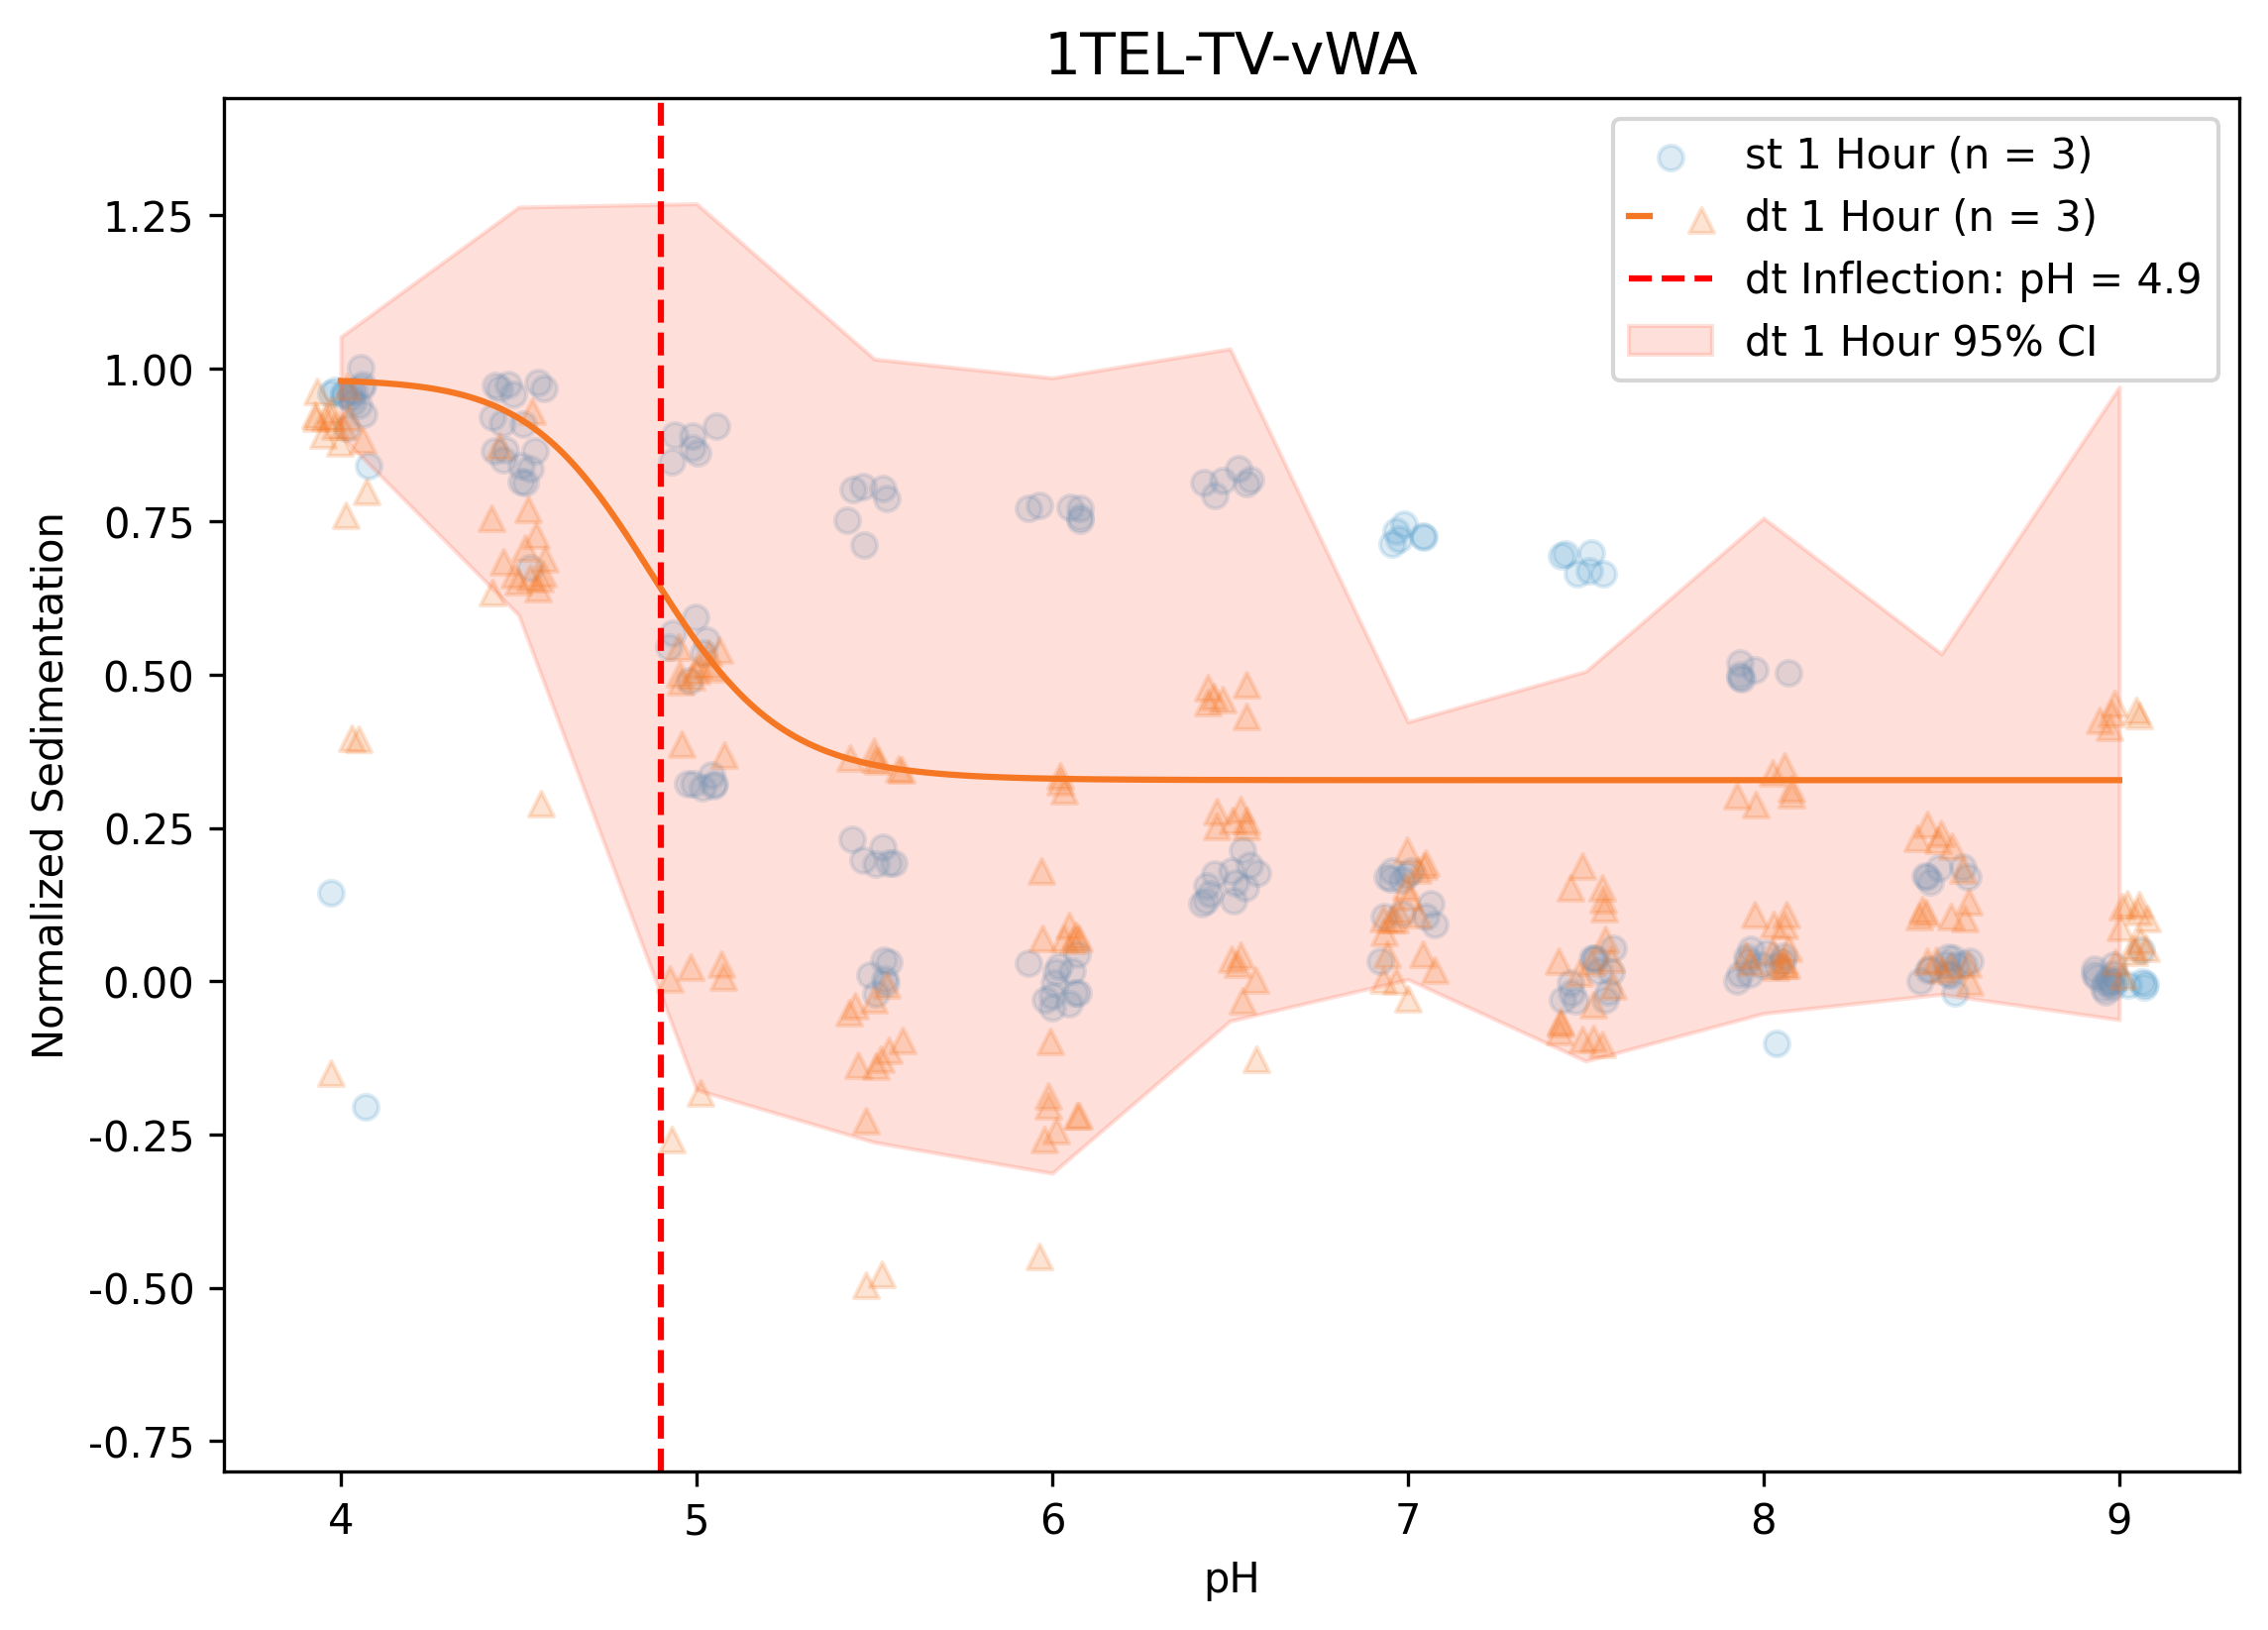 1TEL-TV-vWA
st 1 Hour (n = 3)
dt 1 Hour (n = 3)
dt Inflection: pH = 4.9
dt 1 Hour 95% CI
Normalized Sedimentation
1.25
1.00
0.75
0.50
0.25
0.00
-0.25
-0.50
-0.75
4 5 6 7 8 9
pH